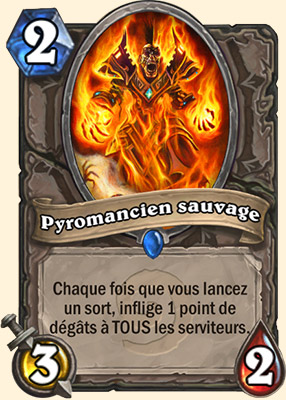 2
Pyromancien sauvage
Chaque fois que vous lancez
un sort, inflige 1 point de
dégâts à TOUS les serviteurs.
3
2